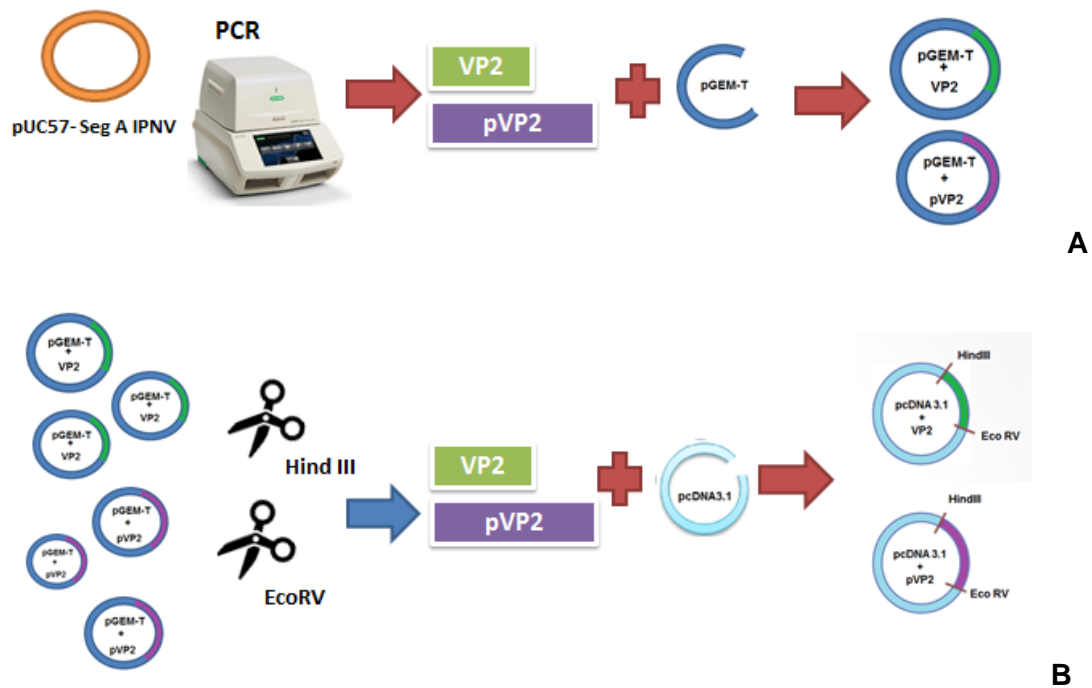 PCR
pUC57- Seg A IPNV
VP2
pVP2
pGEM-T
pGEM-T
+
VP2
pGEM-T
+
pVP2
A
pGEM-T
+
VP2
pGEM-T
+
VP2
pGEM-T
+
VP2
pGEM-T
+
pVP2
pGEM-T
+
pVP2
pGEM-T
+
pVP2
Hind III
EcoRV
VP2
pVP2
pcDNA3.1
HindIII
pcDNA 3.1
+
VP2
Eco RV
HindIII
pcDNA 3.1
+
pVP2
Eco RV
B